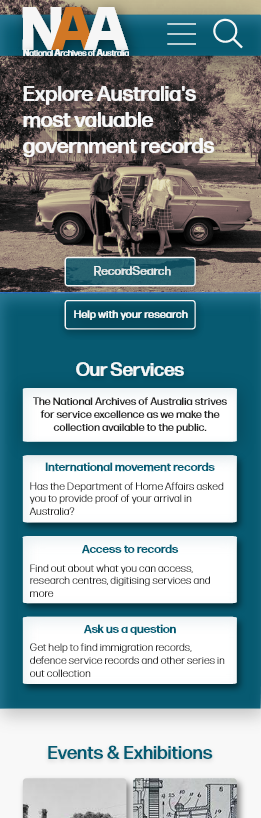 NAA
National Archives of Australia
Explore Australia's
most valuable
government records
RecordSearch
Help with your research
Our Services
The National Archives of Australia strives
for service excellence as we make the
collection available to the public.
International movement records
Has the Department of Home Affairs asked
you to provide proof of your arrival in
Australia?
Access to records
Find out about what you can access,
research centres, digitising services and
more
Ask us a question
Get help to find immigration records,
defence service records and other series in
out collection
Events & Exhibitions